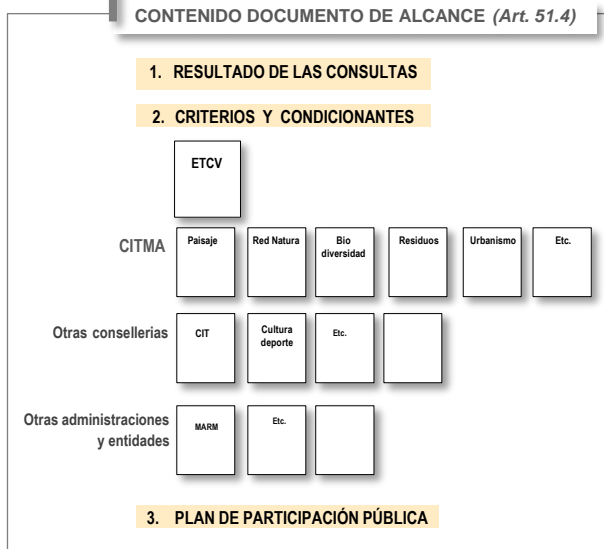 CONTENIDO DOCUMENTO DE ALCANCE (Art. 51.4)
1. RESULTADO DE LAS CONSULTAS
2. CRITERIOS Y CONDICIONANTES
ETCV
CITMA
Paisaje
Red Natura
Bio
diversidad
Residuos
Urbanismo
Etc.
Otras consellerias
CIT
Cultura
deporte
Etc.
Otras administraciones
y entidades
MARM
Etc.
3. PLAN DE PARTICIPACIÓN PÚBLICA